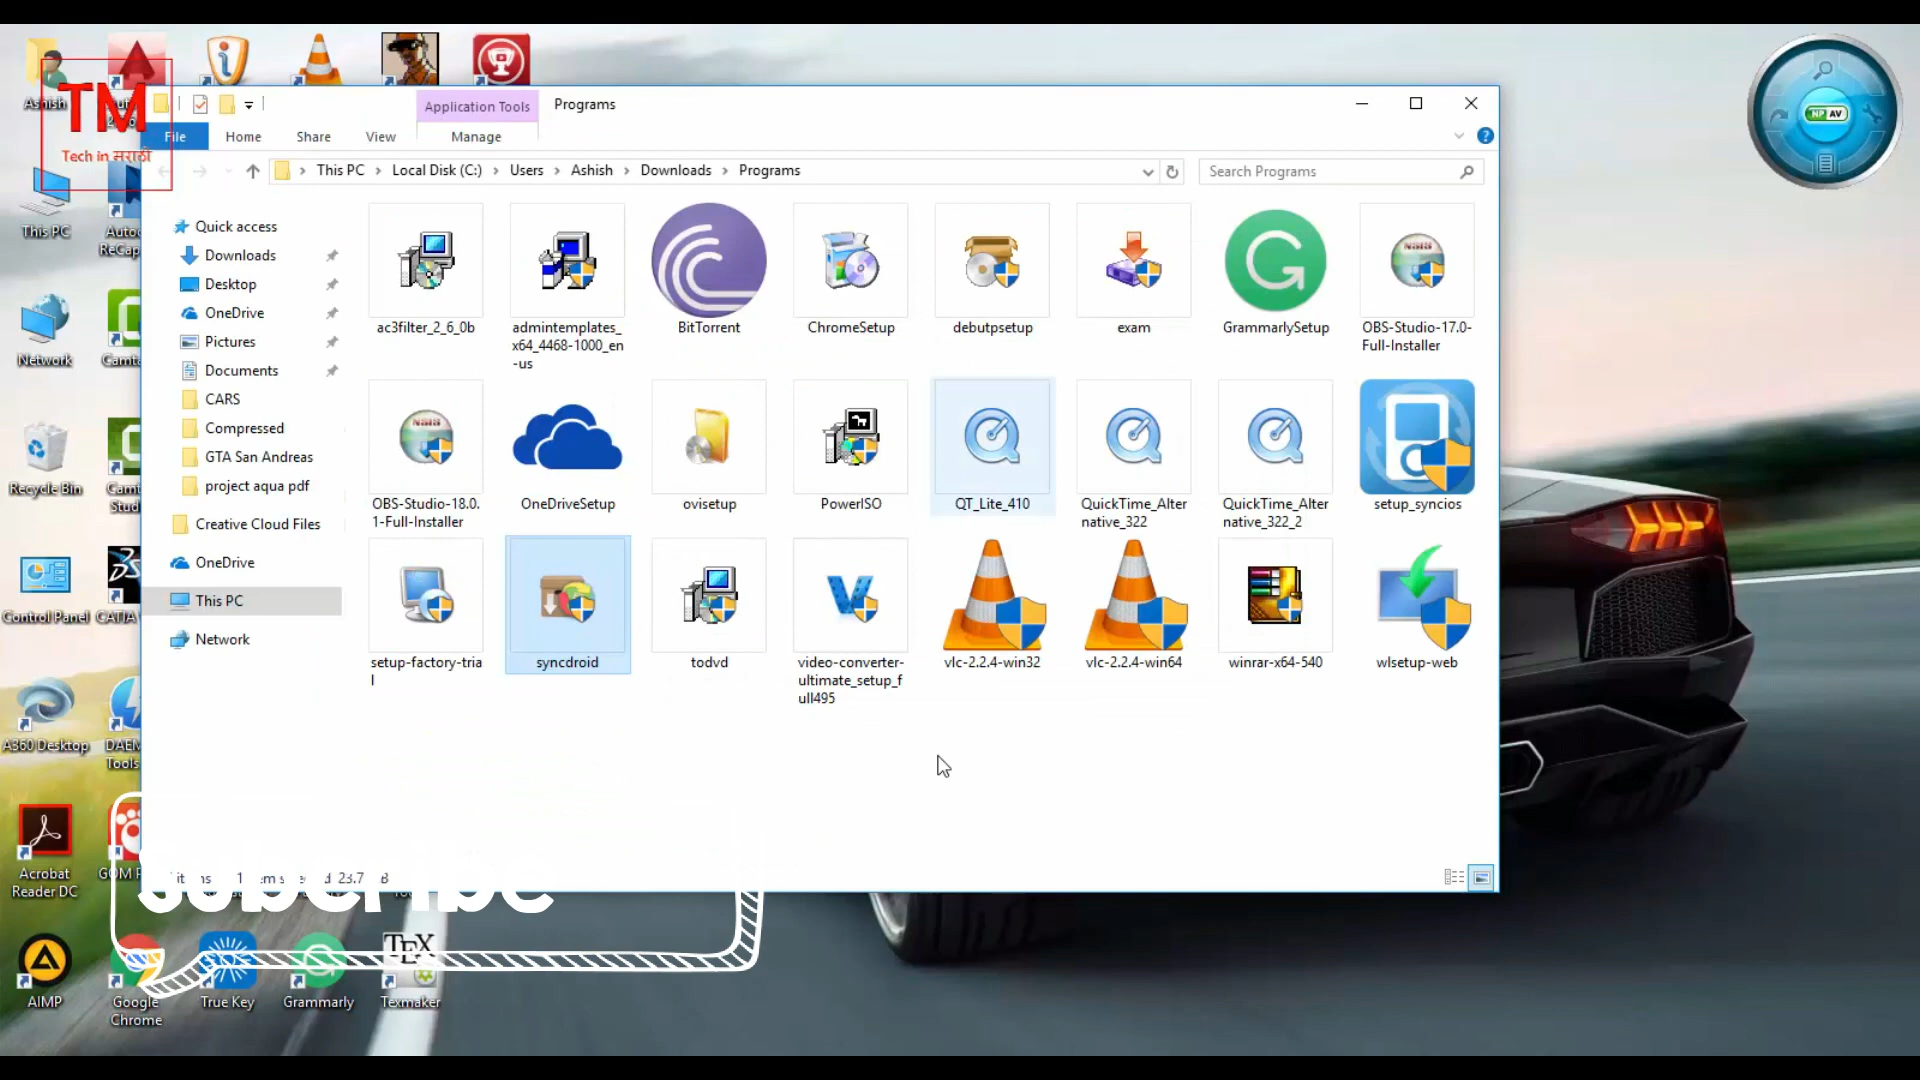 Ashish
TM
Tech in मराठी
Application Tools
Programs
File
Home
Share
View
Manage
This PC
Local Disk (C:)
Users
Ashish
Downloads
Programs
Search Programs
NP AV
Quick access
Downloads
Desktop
OneDrive
Pictures
Documents
CARS
Compressed
GTA San Andreas
project aqua pdf
Creative Cloud Files
OneDrive
This PC
Network
ac3filter_2_6_0b
admintemplates_
x64_4468-1000_en
-us
BitTorrent
ChromeSetup
debutpsetup
exam
GrammarlySetup
OBS-Studio-17.0-
Full-Installer
OBS-Studio-18.0.
1-Full-Installer
OneDriveSetup
ovisetup
PowerISO
QT_Lite_410
QuickTime_Alter
native_322
QuickTime_Alter
native_322_2
setup_syncios
setup-factory-tria
l
syncdroid
todvd
video-converter-
ultimate_setup_f
ull495
vlc-2.2.4-win32
vlc-2.2.4-win64
winrar-x64-540
wlsetup-web
This PC
Network
Recycle Bin
Control Panel
CATIA
A360 Desktop
Tools
Acrobat
Reader DC
Subcribe
AIMP
Google
Chrome
True Key
Grammarly
TEX
Texmaker